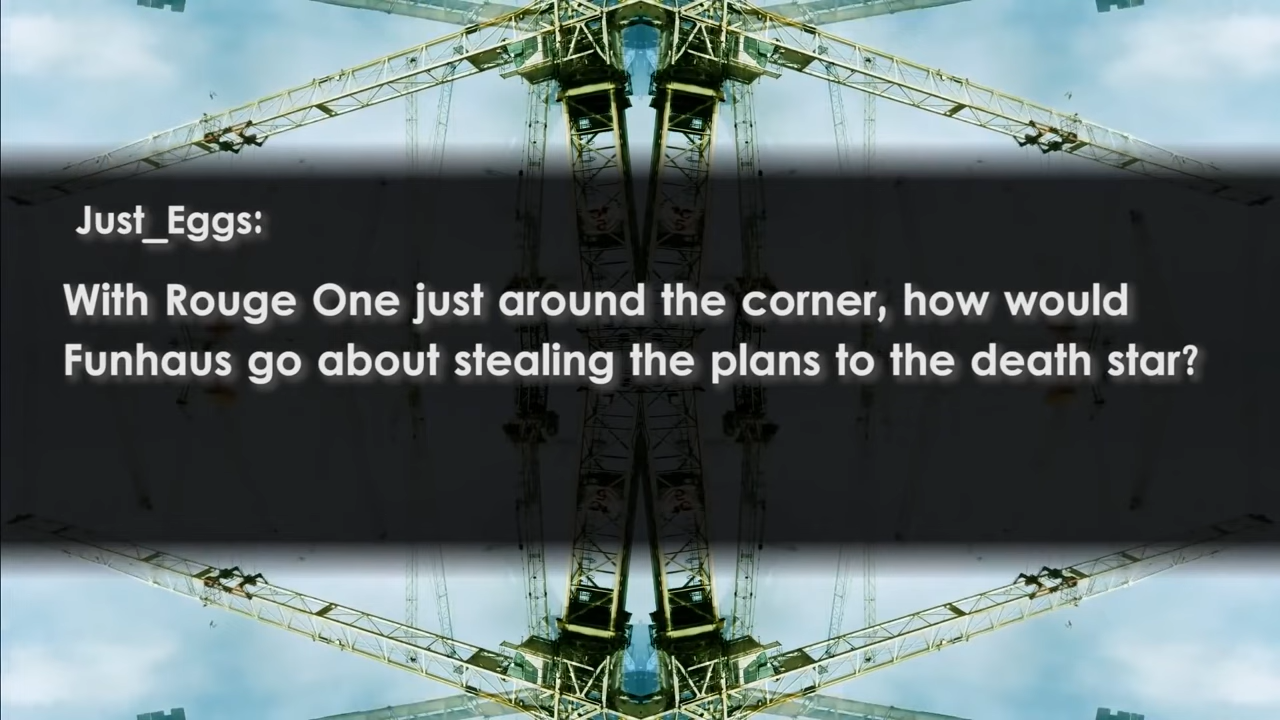 Just_Eggs:
With Rouge One just around the corner, how would
Funhaus go about stealing the plans to the death star?